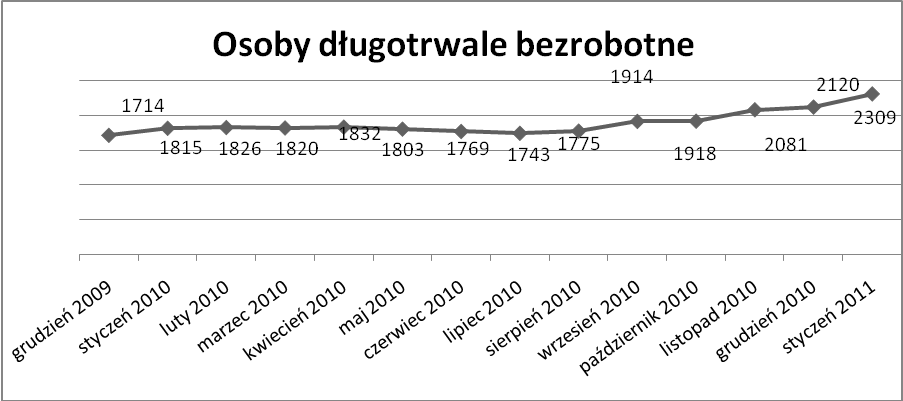 Osoby długotrwale bezrobotne
1714
1815
1826
1820
1832
1803
1769
1743
1775
1914
1918
2081
2120
2309
grudzień 2009
styczeń 2010
luty 2010
marzec 2010
kwiecień 2010
maj 2010
czerwiec 2010
lipiec 2010
sierpień 2010
wrzesień 2010
październik 2010
listopad 2010
grudzień 2010
styczeń 2011